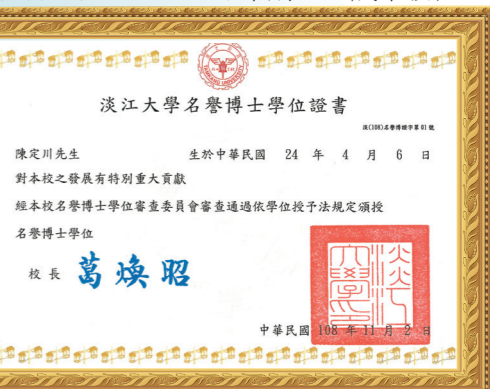 淡江大學名譽博士學位證書
淡(108)名譽博證字第01號
陳定川先生 生於中華民國 24 年 4 月 6 日
對本校之發展有特別重大貢獻
經本校名譽博士學位審查委員會審查通過依學位授予法規定頒授
名譽博士學位
校長 葛煥昭
淡江大學印
中華民國 108 年 11 月 2 日